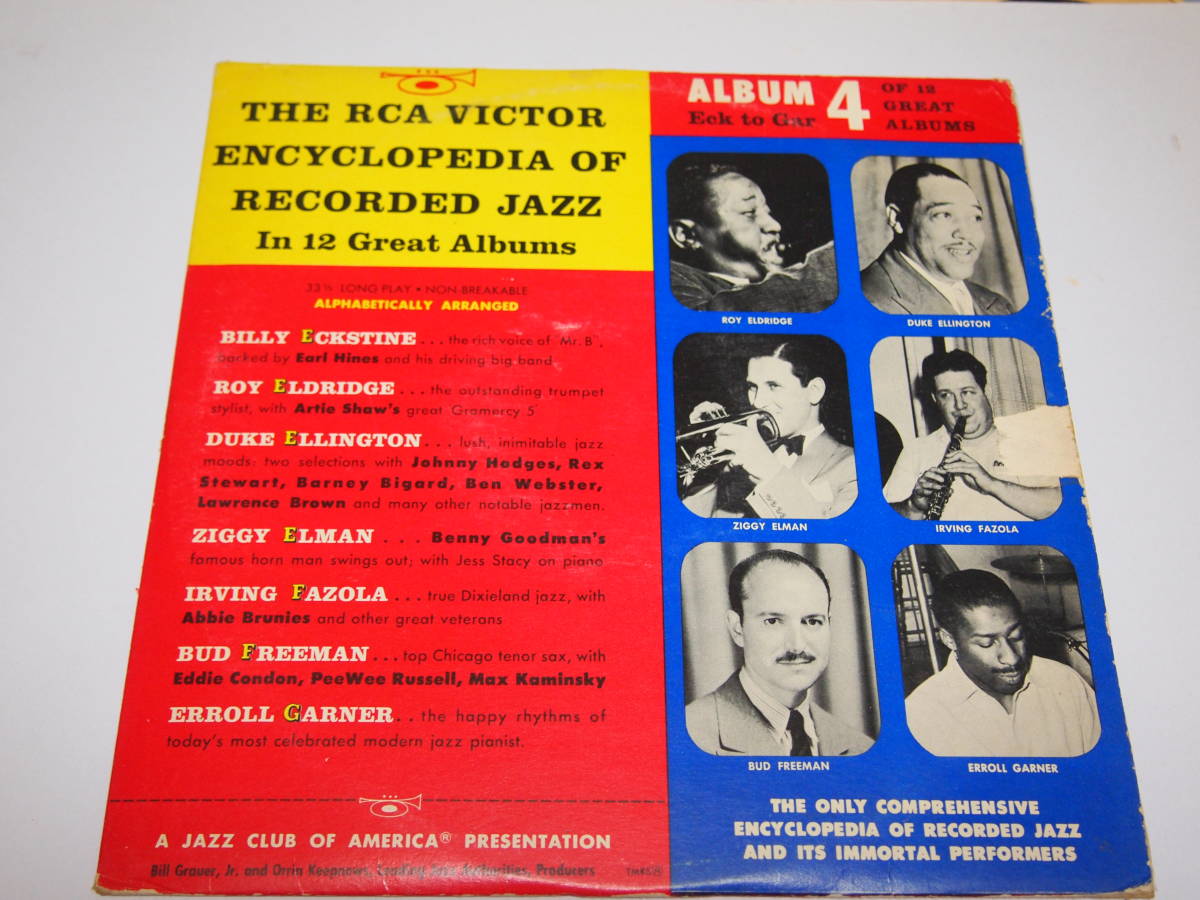 THE RCA VICTOR
ENCYCLOPEDIA OF
RECORDED JAZZ
In 12 Great Albums
33⅓ LONG PLAY • NON-BREAKABLE
ALPHABETICALLY ARRANGED
BILLY ECKSTINE . . . the rich voice of "Mr. B",
backed by Earl Hines and his driving big band
ROY ELDRIDGE . . . the outstanding trumpet
stylist, with Artie Shaw's great 'Gramercy 5'
DUKE ELLINGTON . . . lush, inimitable jazz
moods: two selections with Johnny Hodges, Rex
Stewart, Barney Bigard, Ben Webster,
Lawrence Brown and many other notable jazzmen.
ZIGGY ELMAN . . . Benny Goodman's
famous horn man swings out; with Jess Stacy on piano
IRVING FAZOLA . . . true Dixieland jazz, with
Abbie Brunies and other great veterans
BUD FREEMAN . . . top Chicago tenor sax, with
Eddie Condon, PeeWee Russell, Max Kaminsky
ERROLL GARNER . . the happy rhythms of
today's most celebrated modern jazz pianist.
A JAZZ CLUB OF AMERICA® PRESENTATION
Bill Grauer, Jr. and Orrin Keepnews, Leading Jazz Authorities, Producers
ALBUM 4
Eck to Gar
OF 12
GREAT
ALBUMS
ROY ELDRIDGE
DUKE ELLINGTON
ZIGGY ELMAN
IRVING FAZOLA
BUD FREEMAN
ERROLL GARNER
THE ONLY COMPREHENSIVE
ENCYCLOPEDIA OF RECORDED JAZZ
AND ITS IMMORTAL PERFORMERS